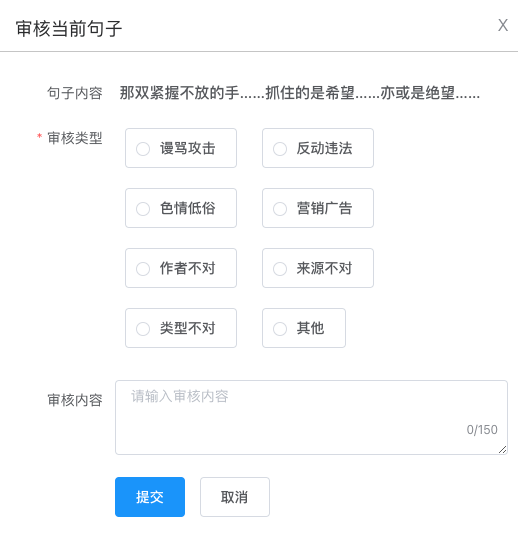 审核当前句子 X
句子内容 那双紧握不放的手……抓住的是希望……亦或是绝望……
* 审核类型
谩骂攻击 反动违法
色情低俗 营销广告
作者不对 来源不对
类型不对 其他
审核内容 请输入审核内容
0/150
提交 取消